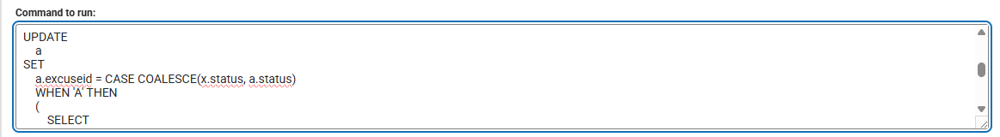 Command to run:
UPDATE
a
SET
a.excuseid = CASE COALESCE(x.status, a.status)
WHEN 'A' THEN
(
SELECT